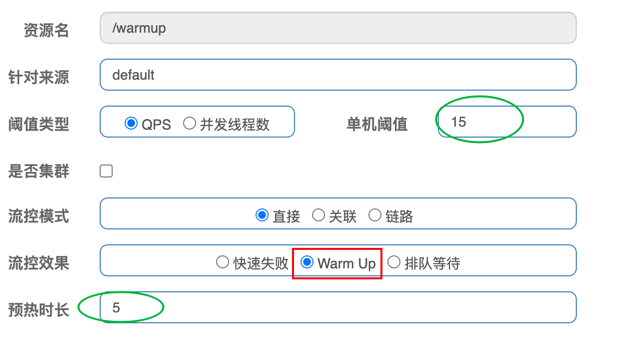 资源名 /warmup
针对来源 default
阈值类型 QPS 并发线程数 单机阈值 15
是否集群
流控模式 直接 关联 链路
流控效果 快速失败 Warm Up 排队等待
预热时长 5